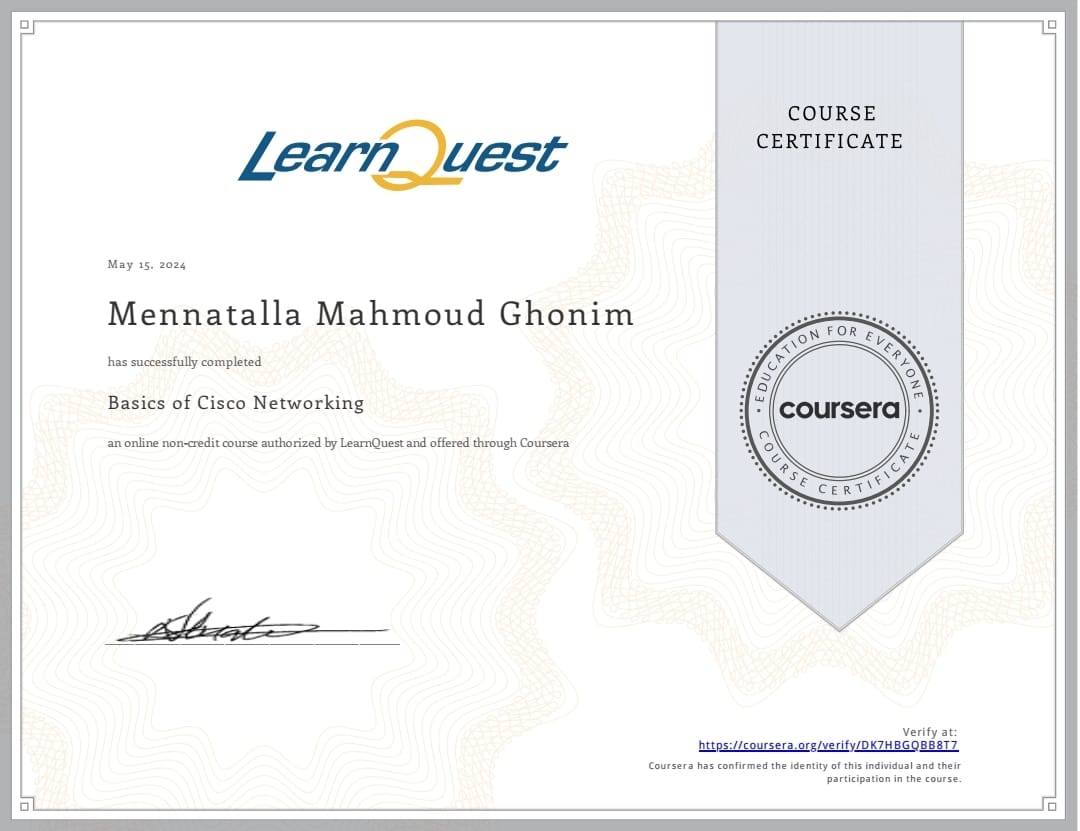 LearnQuest
COURSE
CERTIFICATE
May 15, 2024
Mennatalla Mahmoud Ghonim
has successfully completed
Basics of Cisco Networking
an online non-credit course authorized by LearnQuest and offered through Coursera
EDUCATION FOR EVERYONE
coursera
COURSE CERTIFICATE
Verify at:
https://coursera.org/verify/DK7HBGQBB8T7
Coursera has confirmed the identity of this individual and their
participation in the course.